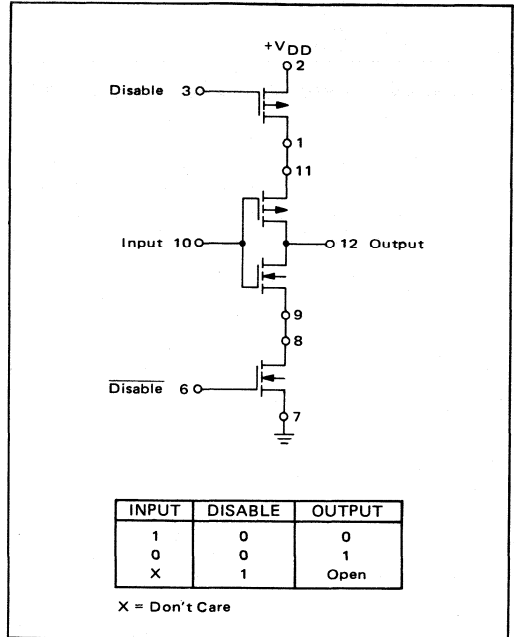 +VDD
2
Disable 3
1
11
Input 10
12 Output
9
8
Disable 6
7
INPUT DISABLE OUTPUT
1 0 0
0 0 1
X 1 Open
X = Don't Care